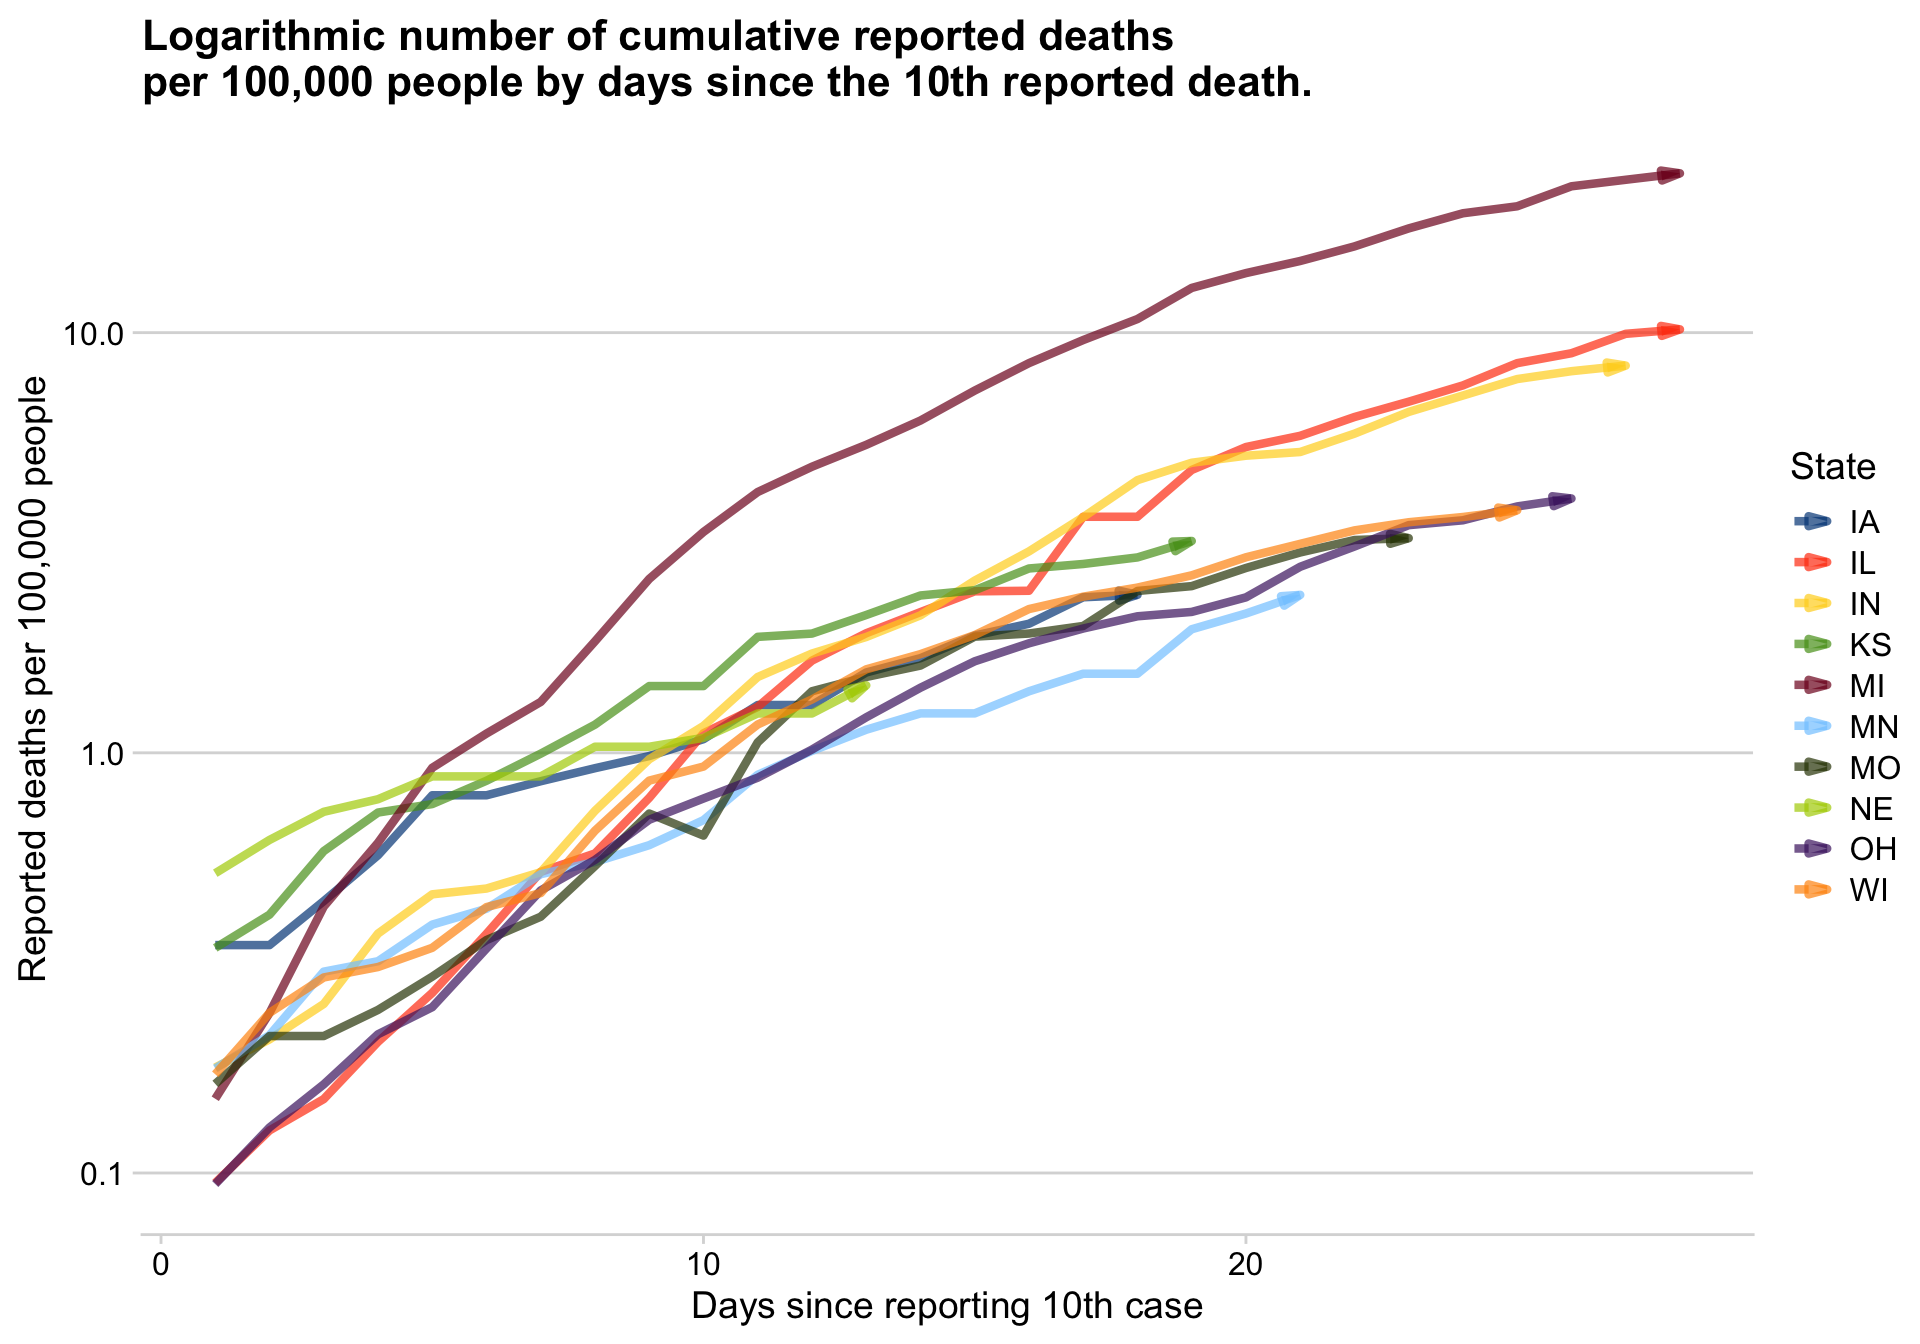 Logarithmic number of cumulative reported deaths
per 100,000 people by days since the 10th reported death.
Reported deaths per 100,000 people
10.0
1.0
0.1
0
10
20
Days since reporting 10th case
State
IA
IL
IN
KS
MI
MN
MO
NE
OH
WI